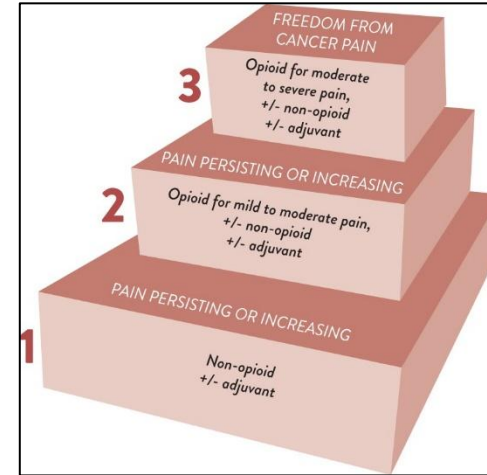 FREEDOM FROM
CANCER PAIN
3
Opioid for moderate
to severe pain,
+/- non-opioid
+/- adjuvant
PAIN PERSISTING OR INCREASING
2
Opioid for mild to moderate pain,
+/- non-opioid
+/- adjuvant
PAIN PERSISTING OR INCREASING
1
Non-opioid
+/- adjuvant